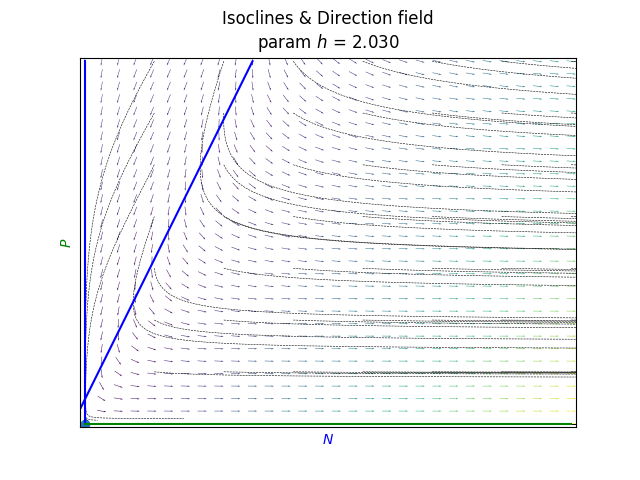 Isoclines & Direction field
param h = 2.030
P
N